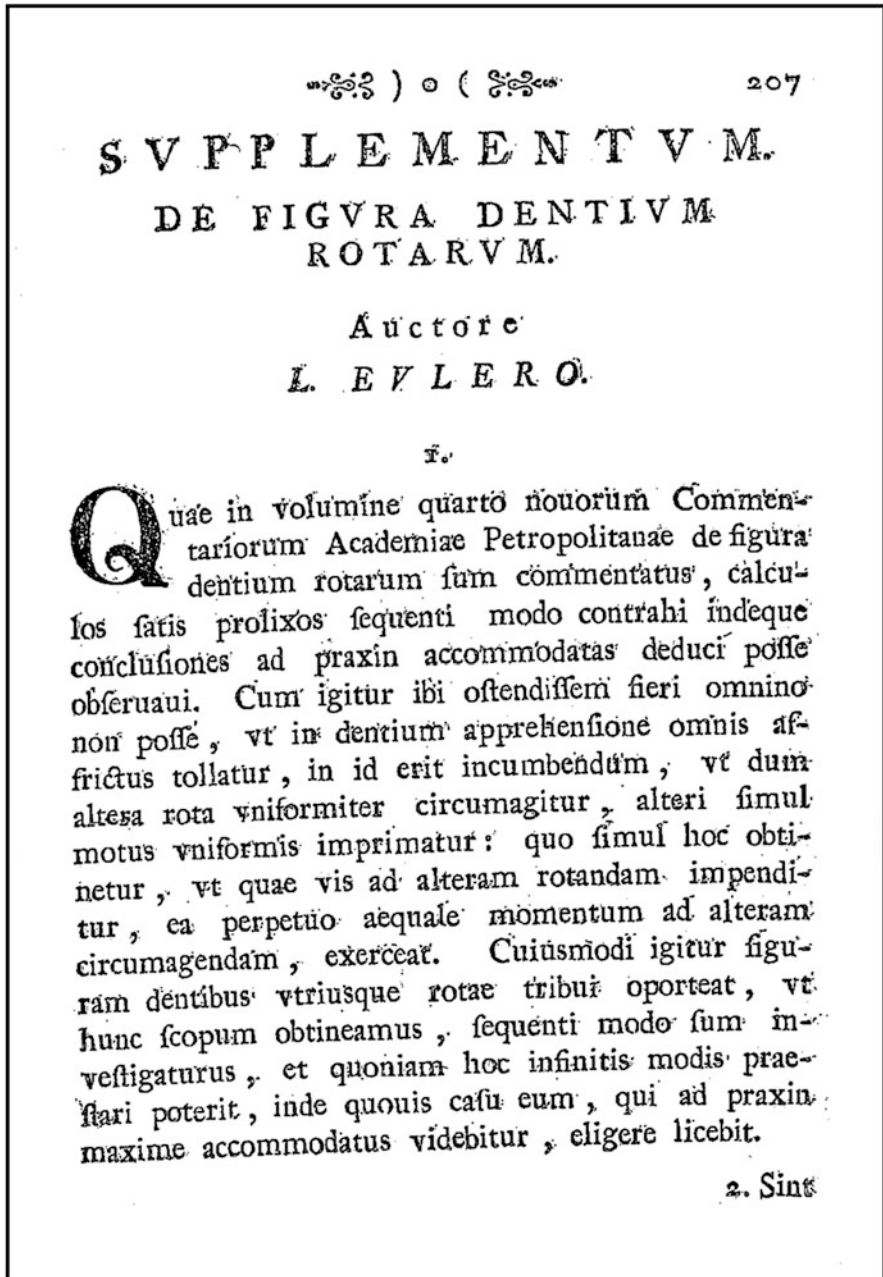 ) o ( 207
SVPPLEMENTVM.
DE FIGVRA DENTIVM
ROTARVM.
Auctore
L. EVLERO.
1.
Quae in volumine quarto nouorum Commen-
tariorum Academiae Petropolitanae de figura
dentium rotarum ſum commentatus, calcu-
los ſatis prolixos ſequenti modo contrahi indeque
concluſiones ad praxin accommodatas deduci poſſe
obſeruaui. Cum igitur ibi oſtendiſſem fieri omnino
non poſſe, vt in dentium apprehenſione omnis af-
frictus tollatur, in id erit incumbendum, vt dum
altera rota vniformiter circumagitur, alteri ſimul
motus vniformis imprimatur: quo ſimul hoc obti-
netur, vt quae vis ad alteram rotandam impendi-
tur, ea perpetuo aequale momentum ad alteram
circumagendam, exerceat. Cuiusmodi igitur figu-
ram dentibus vtriusque rotae tribui oporteat, vt
hunc ſcopum obtineamus, ſequenti modo ſum in-
veſtigaturus, et quoniam hoc infinitis modis prae-
ſtari poterit, inde quouis caſu eum, qui ad praxin
maxime accommodatus videbitur, eligere licebit.
2. Sint